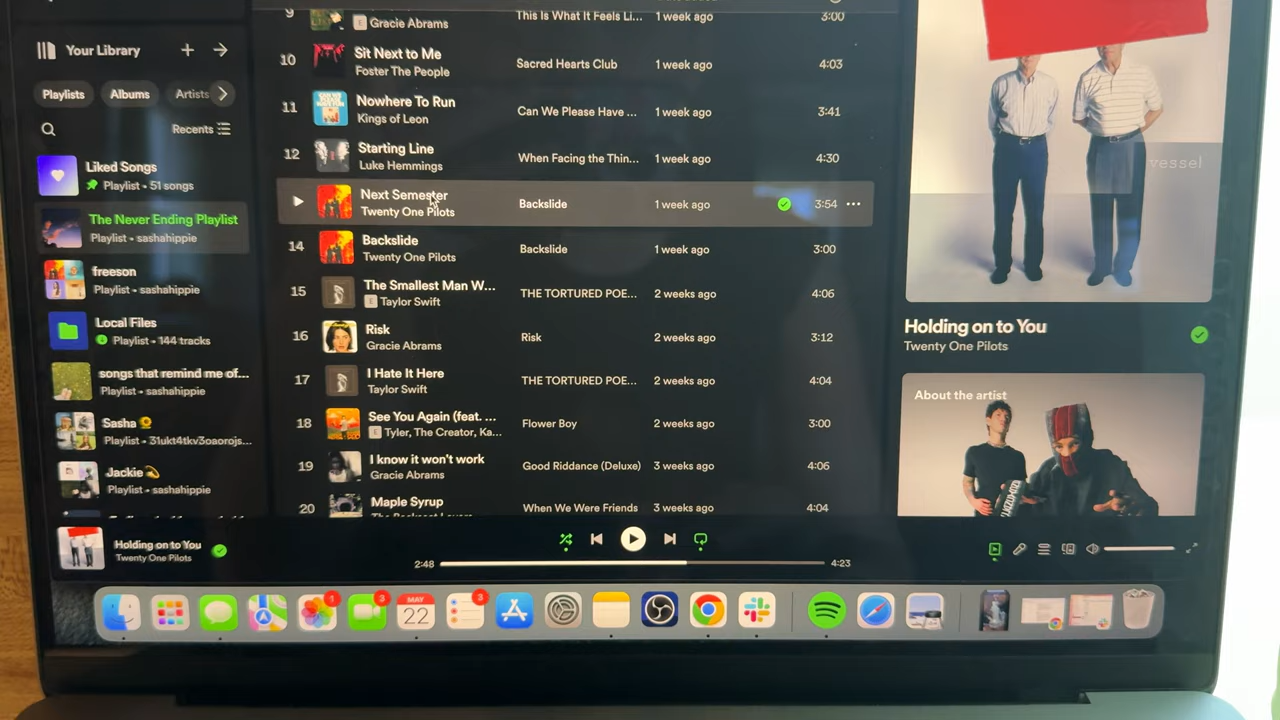 Your Library
Playlists
Albums
Artists
Recents
Liked Songs
Playlist • 51 songs
The Never Ending Playlist
Playlist • sashahippie
freeson
Playlist • sashahippie
Local Files
Playlist • 144 tracks
songs that remind me of...
Playlist • sashahippie
Sasha
Playlist • 31ukt4tkv3oaorojs...
Jackie
Playlist • sashahippie
9
E Gracie Abrams
This Is What It Feels Li...
1 week ago
3:00
10
Sit Next to Me
Foster The People
Sacred Hearts Club
1 week ago
4:03
11
Nowhere To Run
Kings of Leon
Can We Please Have ...
1 week ago
3:41
12
Starting Line
Luke Hemmings
When Facing the Thin...
1 week ago
4:30
Next Semester
Twenty One Pilots
Backslide
1 week ago
3:54
14
Backslide
Twenty One Pilots
Backslide
1 week ago
3:00
15
The Smallest Man W...
E Taylor Swift
THE TORTURED POE...
2 weeks ago
4:06
16
Risk
Gracie Abrams
Risk
2 weeks ago
3:12
17
I Hate It Here
Taylor Swift
THE TORTURED POE...
2 weeks ago
4:04
18
See You Again (feat. ...
E Tyler, The Creator, Ka...
Flower Boy
2 weeks ago
3:00
19
I know it won't work
Gracie Abrams
Good Riddance (Deluxe)
3 weeks ago
4:06
20
Maple Syrup
When We Were Friends
3 weeks ago
4:04
vessel
Holding on to You
Twenty One Pilots
About the artist
Holding on to You
Twenty One Pilots
2:48
4:23
1
3
MAY
22
3